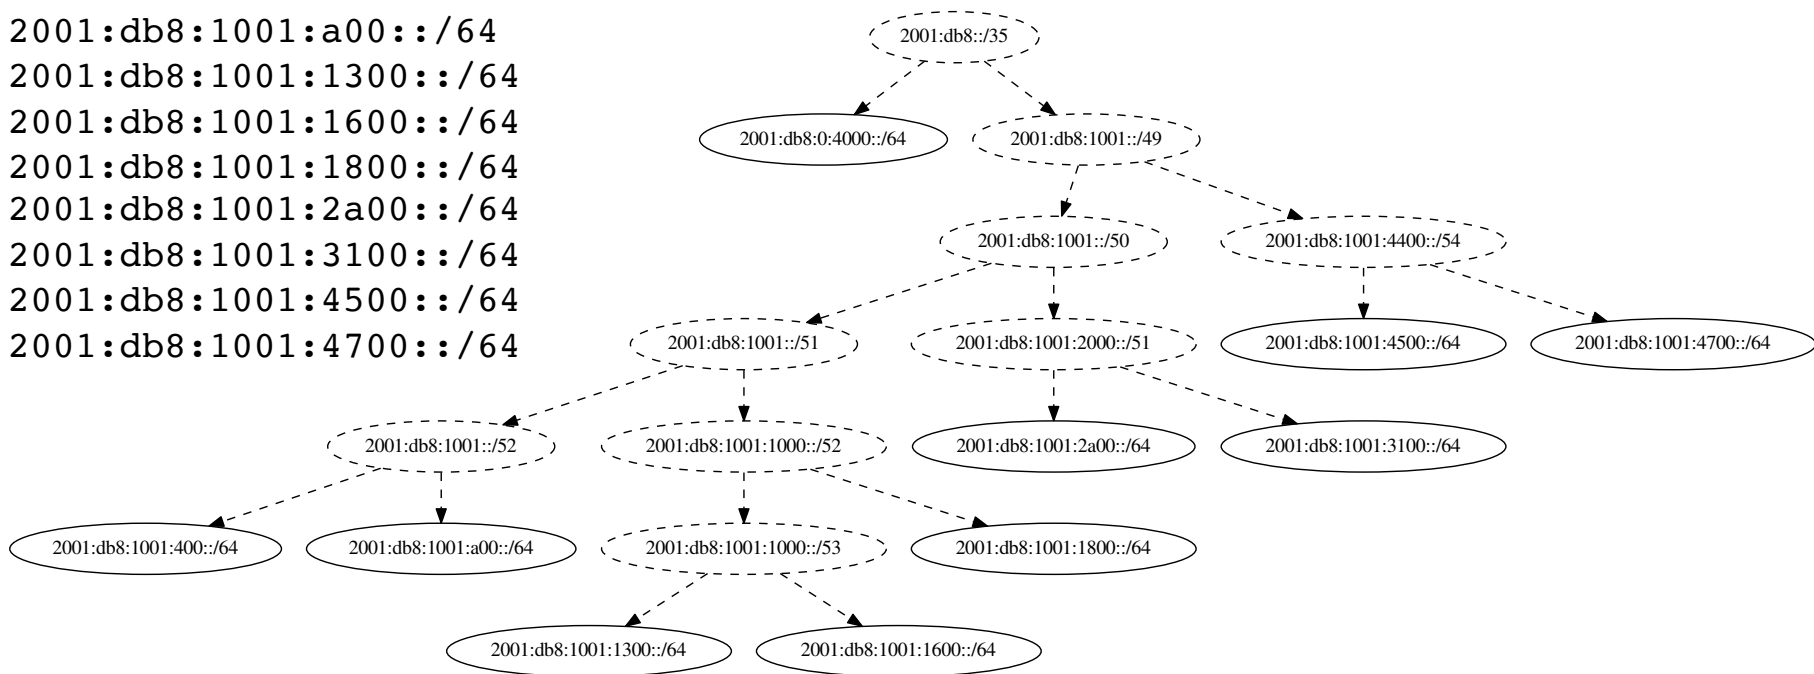 2001:db8:1001:a00::/64
2001:db8:1001:1300::/64
2001:db8:1001:1600::/64
2001:db8:1001:1800::/64
2001:db8:1001:2a00::/64
2001:db8:1001:3100::/64
2001:db8:1001:4500::/64
2001:db8:1001:4700::/64
2001:db8::/35
2001:db8:0:4000::/64
2001:db8:1001::/49
2001:db8:1001::/50
2001:db8:1001:4400::/54
2001:db8:1001::/51
2001:db8:1001:2000::/51
2001:db8:1001:4500::/64
2001:db8:1001:4700::/64
2001:db8:1001::/52
2001:db8:1001:1000::/52
2001:db8:1001:2a00::/64
2001:db8:1001:3100::/64
2001:db8:1001:400::/64
2001:db8:1001:a00::/64
2001:db8:1001:1000::/53
2001:db8:1001:1800::/64
2001:db8:1001:1300::/64
2001:db8:1001:1600::/64